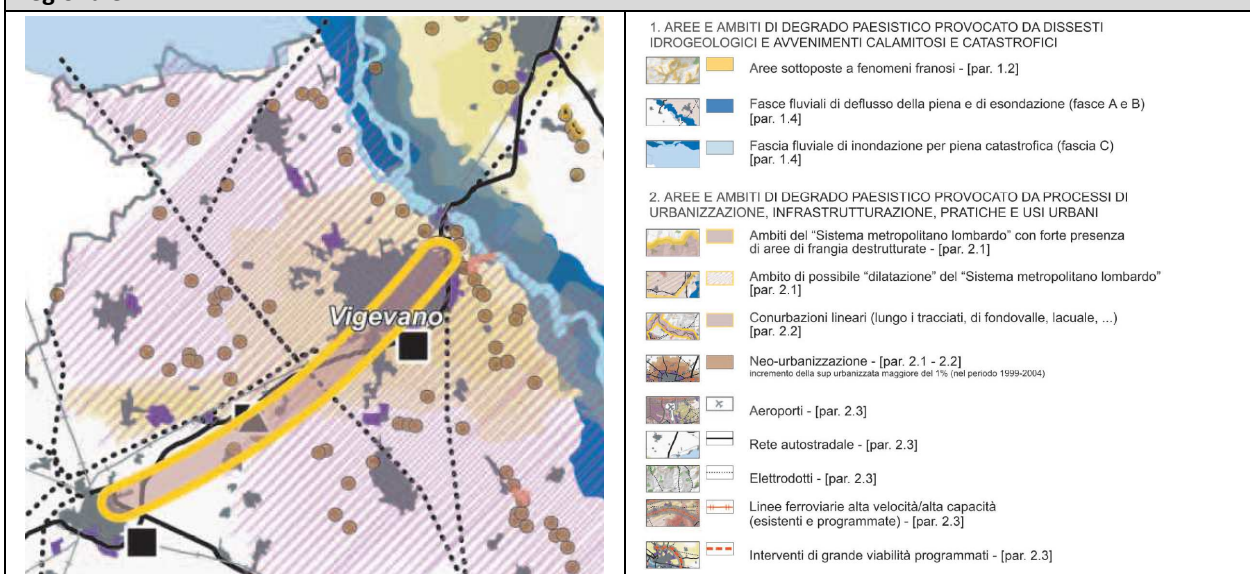 Vigevano
1. AREE E AMBITI DI DEGRADO PAESISTICO PROVOCATO DA DISSESTI
IDROGEOLOGICI E AVVENIMENTI CALAMITOSI E CATASTROFICI
Aree sottoposte a fenomeni franosi - [par. 1.2]
Fasce fluviali di deflusso della piena e di esondazione (fasce A e B)
[par. 1.4]
Fascia fluviale di inondazione per piena catastrofica (fascia C)
[par. 1.4]
2. AREE E AMBITI DI DEGRADO PAESISTICO PROVOCATO DA PROCESSI DI
URBANIZZAZIONE, INFRASTRUTTURAZIONE, PRATICHE E USI URBANI
Ambiti del "Sistema metropolitano lombardo" con forte presenza
di aree di frangia destrutturate - [par. 2.1]
Ambito di possibile "dilatazione" del "Sistema metropolitano lombardo"
[par. 2.1]
Conurbazioni lineari (lungo i tracciati, di fondovalle, lacuale, ...)
[par. 2.2]
Neo-urbanizzazione - [par. 2.1 - 2.2]
incremento della sup urbanizzata maggiore del 1% (nel periodo 1999-2004)
Aeroporti - [par. 2.3]
Rete autostradale - [par. 2.3]
Elettrodotti - [par. 2.3]
Linee ferroviarie alta velocità/alta capacità
(esistenti e programmate) - [par. 2.3]
Interventi di grande viabilità programmati - [par. 2.3]